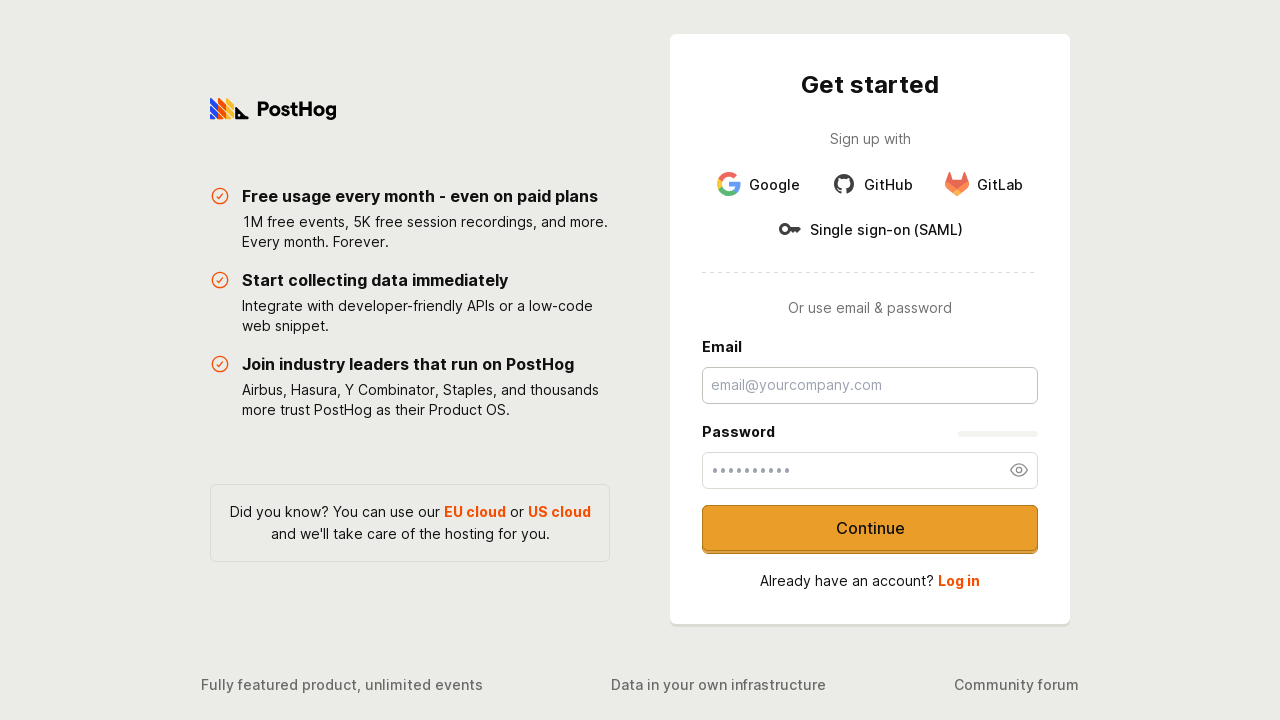 PostHog
Free usage every month - even on paid plans
1M free events, 5K free session recordings, and more.
Every month. Forever.
Start collecting data immediately
Integrate with developer-friendly APIs or a low-code
web snippet.
Join industry leaders that run on PostHog
Airbus, Hasura, Y Combinator, Staples, and thousands
more trust PostHog as their Product OS.
Did you know? You can use our EU cloud or US cloud
and we'll take care of the hosting for you.
Get started
Sign up with
Google
GitHub
GitLab
Single sign-on (SAML)
Or use email & password
Email
email@yourcompany.com
Password
••••••••••
Continue
Already have an account? Log in
Fully featured product, unlimited events
Data in your own infrastructure
Community forum